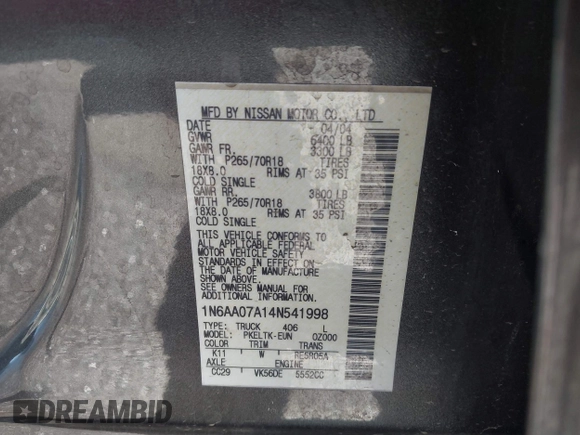 MFD BY NISSAN MOTOR CO., LTD
DATE 04/04
GVWR 6400 LB
GAWR FR. 3300 LB
WITH P265/70R18 TIRES
18X8.0 RIMS AT 35 PSI
COLD SINGLE
GAWR RR. 3800 LB
WITH P265/70R18 TIRES
18X8.0 RIMS AT 35 PSI
COLD SINGLE
THIS VEHICLE CONFORMS TO
ALL APPLICABLE FEDERAL
MOTOR VEHICLE SAFETY
STANDARDS IN EFFECT ON
THE DATE OF MANUFACTURE
SHOWN ABOVE.
SEE OWNERS MANUAL FOR
ADDITIONAL INFORMATION.
1N6AA07A14N541998
TYPE: TRUCK 406 L
MODEL: PKELTK-EUN 0Z000
COLOR TRIM TRANS
K11 W RE5R05A
AXLE ENGINE
CC29 VK56DE 5552CC
DREAMBID